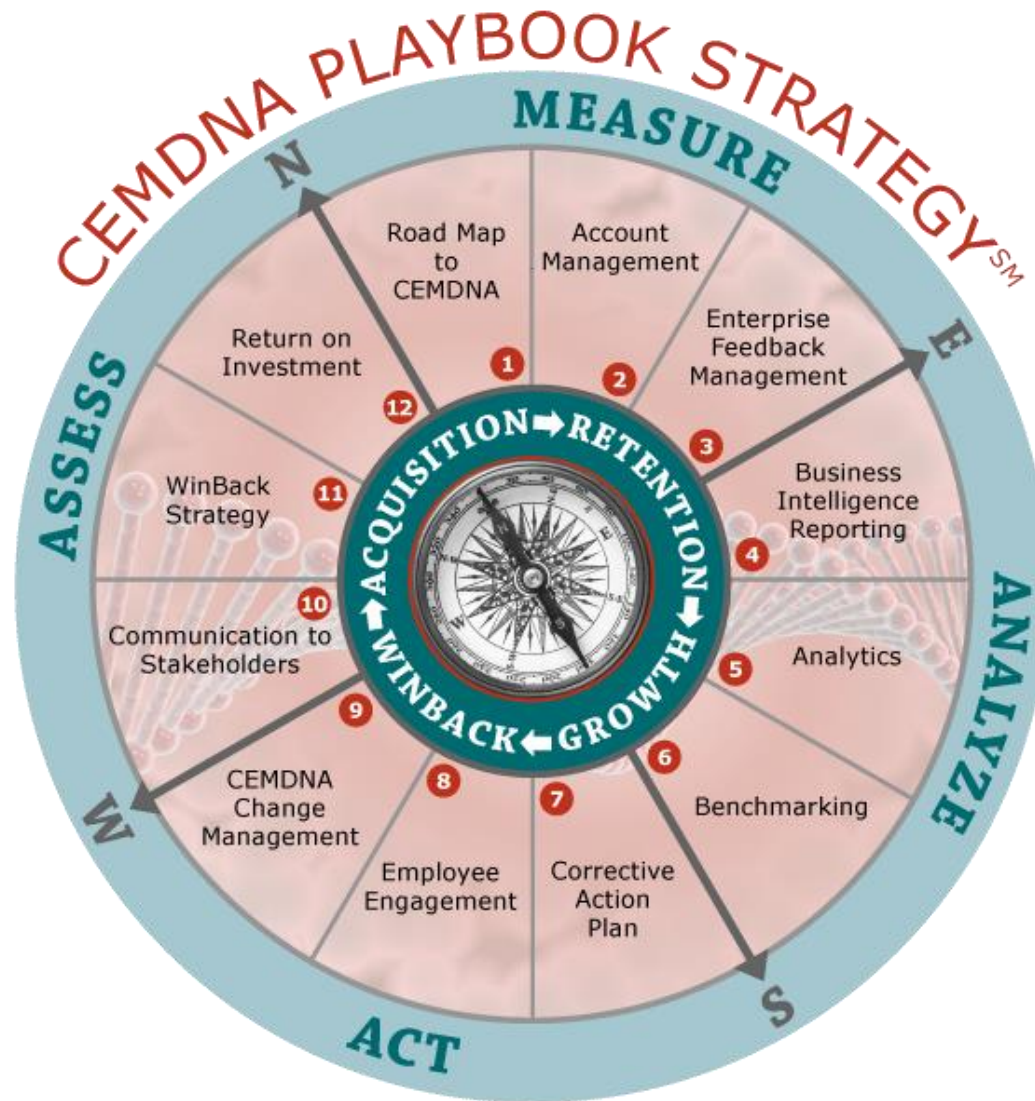 CEMDNA PLAYBOOK STRATEGY℠
MEASURE
ANALYZE
ACT
ASSESS
N
E
S
W
Road Map
to
CEMDNA
1
Account
Management
2
Enterprise
Feedback
Management
3
Business
Intelligence
Reporting
4
Analytics
5
Benchmarking
6
Corrective
Action
Plan
7
Employee
Engagement
8
CEMDNA
Change
Management
9
Communication to
Stakeholders
10
WinBack
Strategy
11
Return on
Investment
12
ACQUISITION
RETENTION
GROWTH
WINBACK